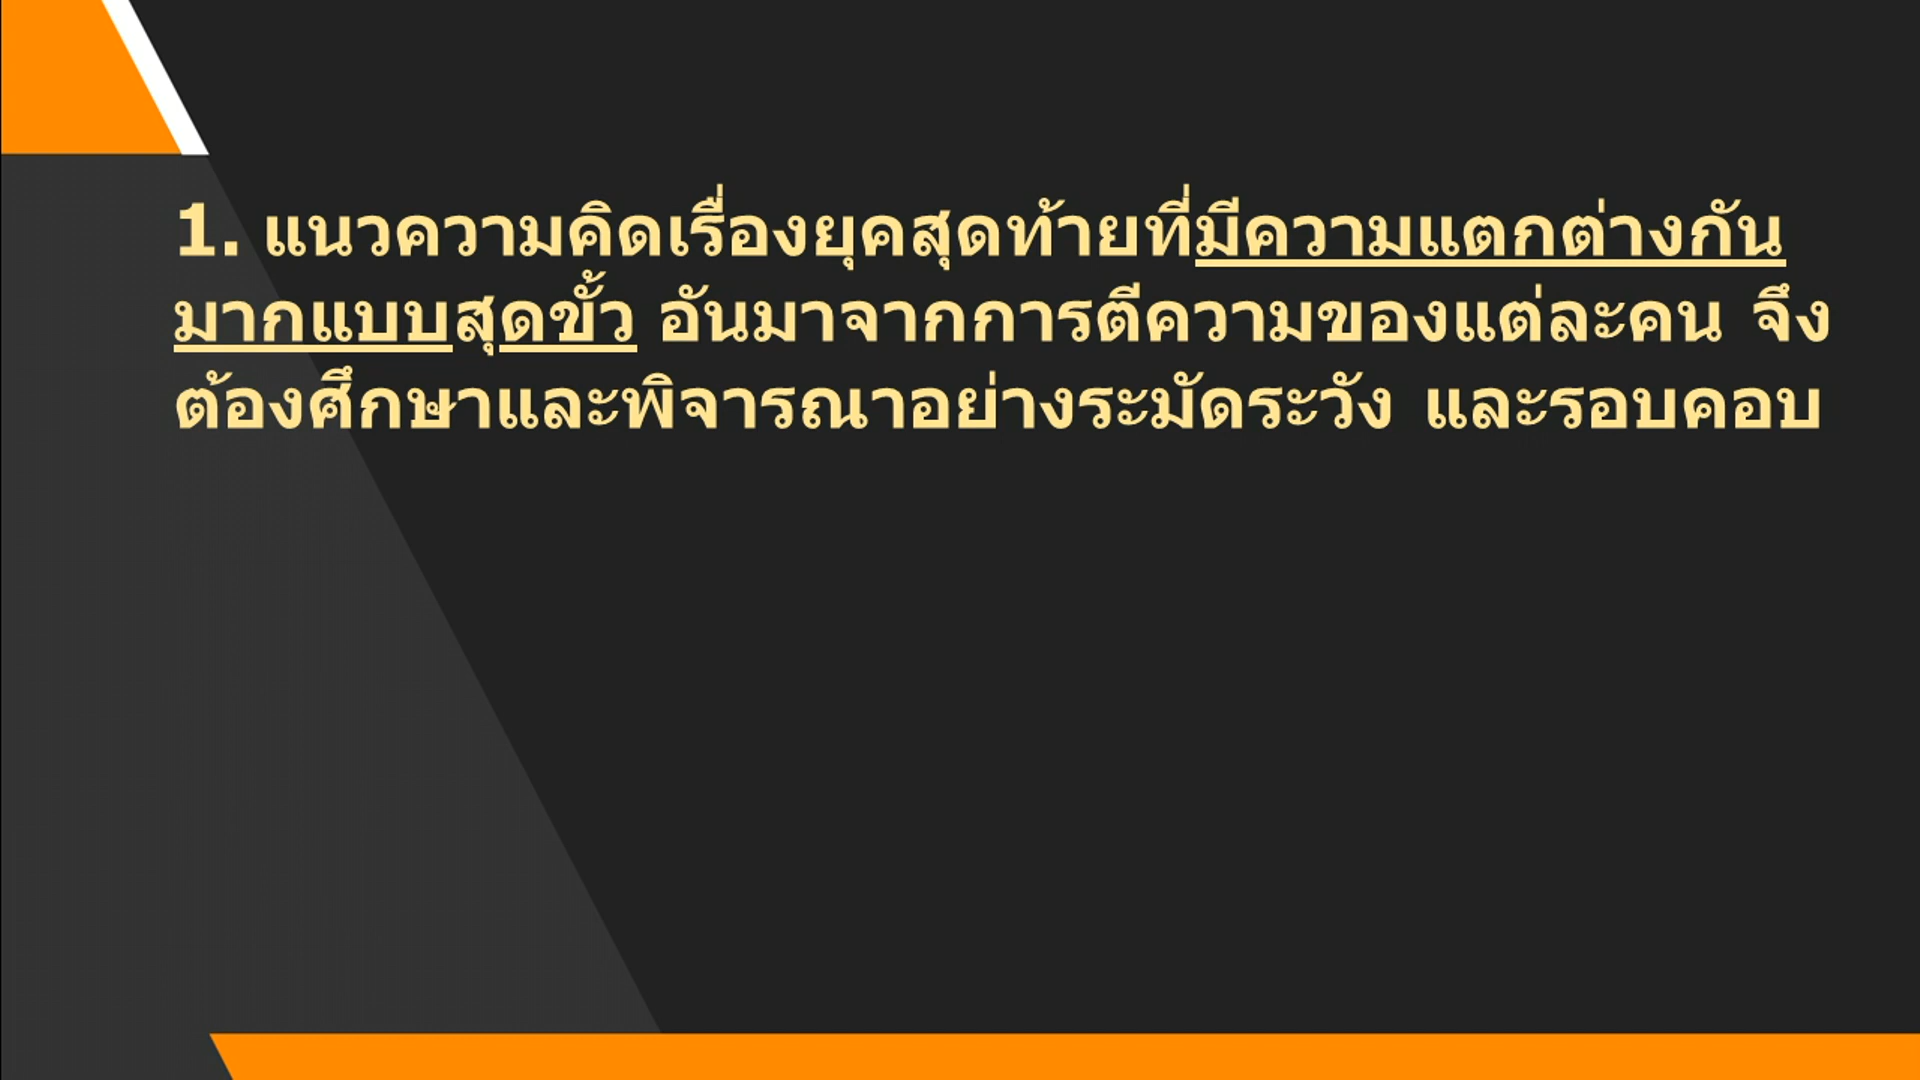 1. แนวความคิดเรื่องยุคสุดท้ายที่มีความแตกต่างกัน
มากแบบสุดขั้ว อันมาจากการตีความของแต่ละคน จึง
ต้องศึกษาและพิจารณาอย่างระมัดระวัง และรอบคอบ